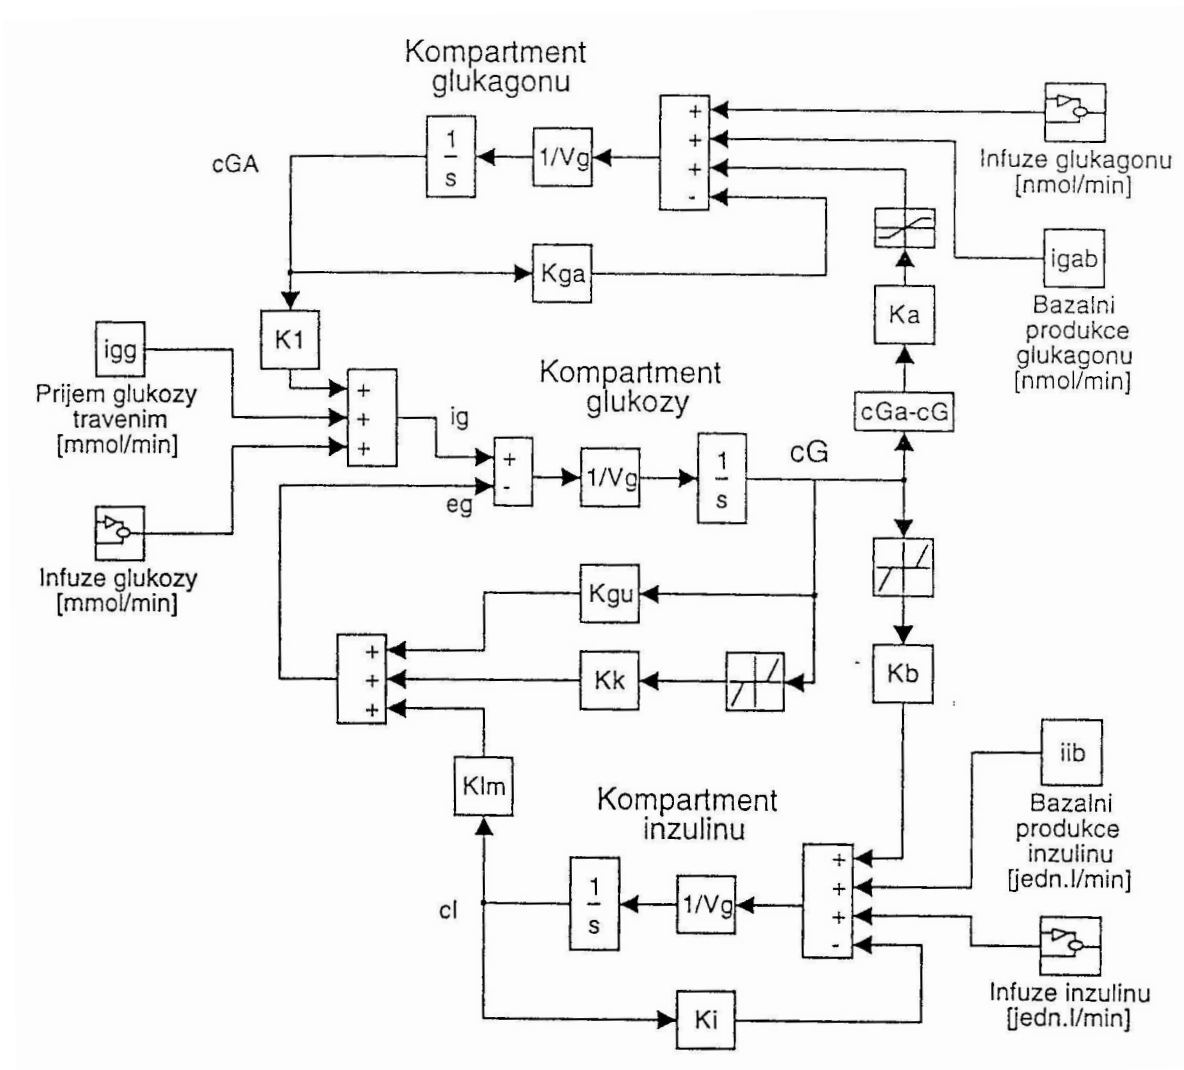 Kompartment
glukagonu
cGA
1
s
1/Vg
+
+
+
-
Infuze glukagonu
[nmol/min]
igab
Bazalni
produkce
glukagonu
[nmol/min]
Kga
Ka
cGa-cG
K1
igg
Prijem glukozy
travenim
[mmol/min]
+
+
+
ig
Kompartment
glukozy
+
-
eg
1/Vg
1
s
cG
Infuze glukozy
[mmol/min]
Kgu
Kk
Kb
+
+
+
KIm
Kompartment
inzulinu
iib
Bazalni
produkce
inzulinu
[jedn.I/min]
cI
1
s
1/Vg
+
+
+
-
Infuze inzulinu
[jedn.I/min]
Ki